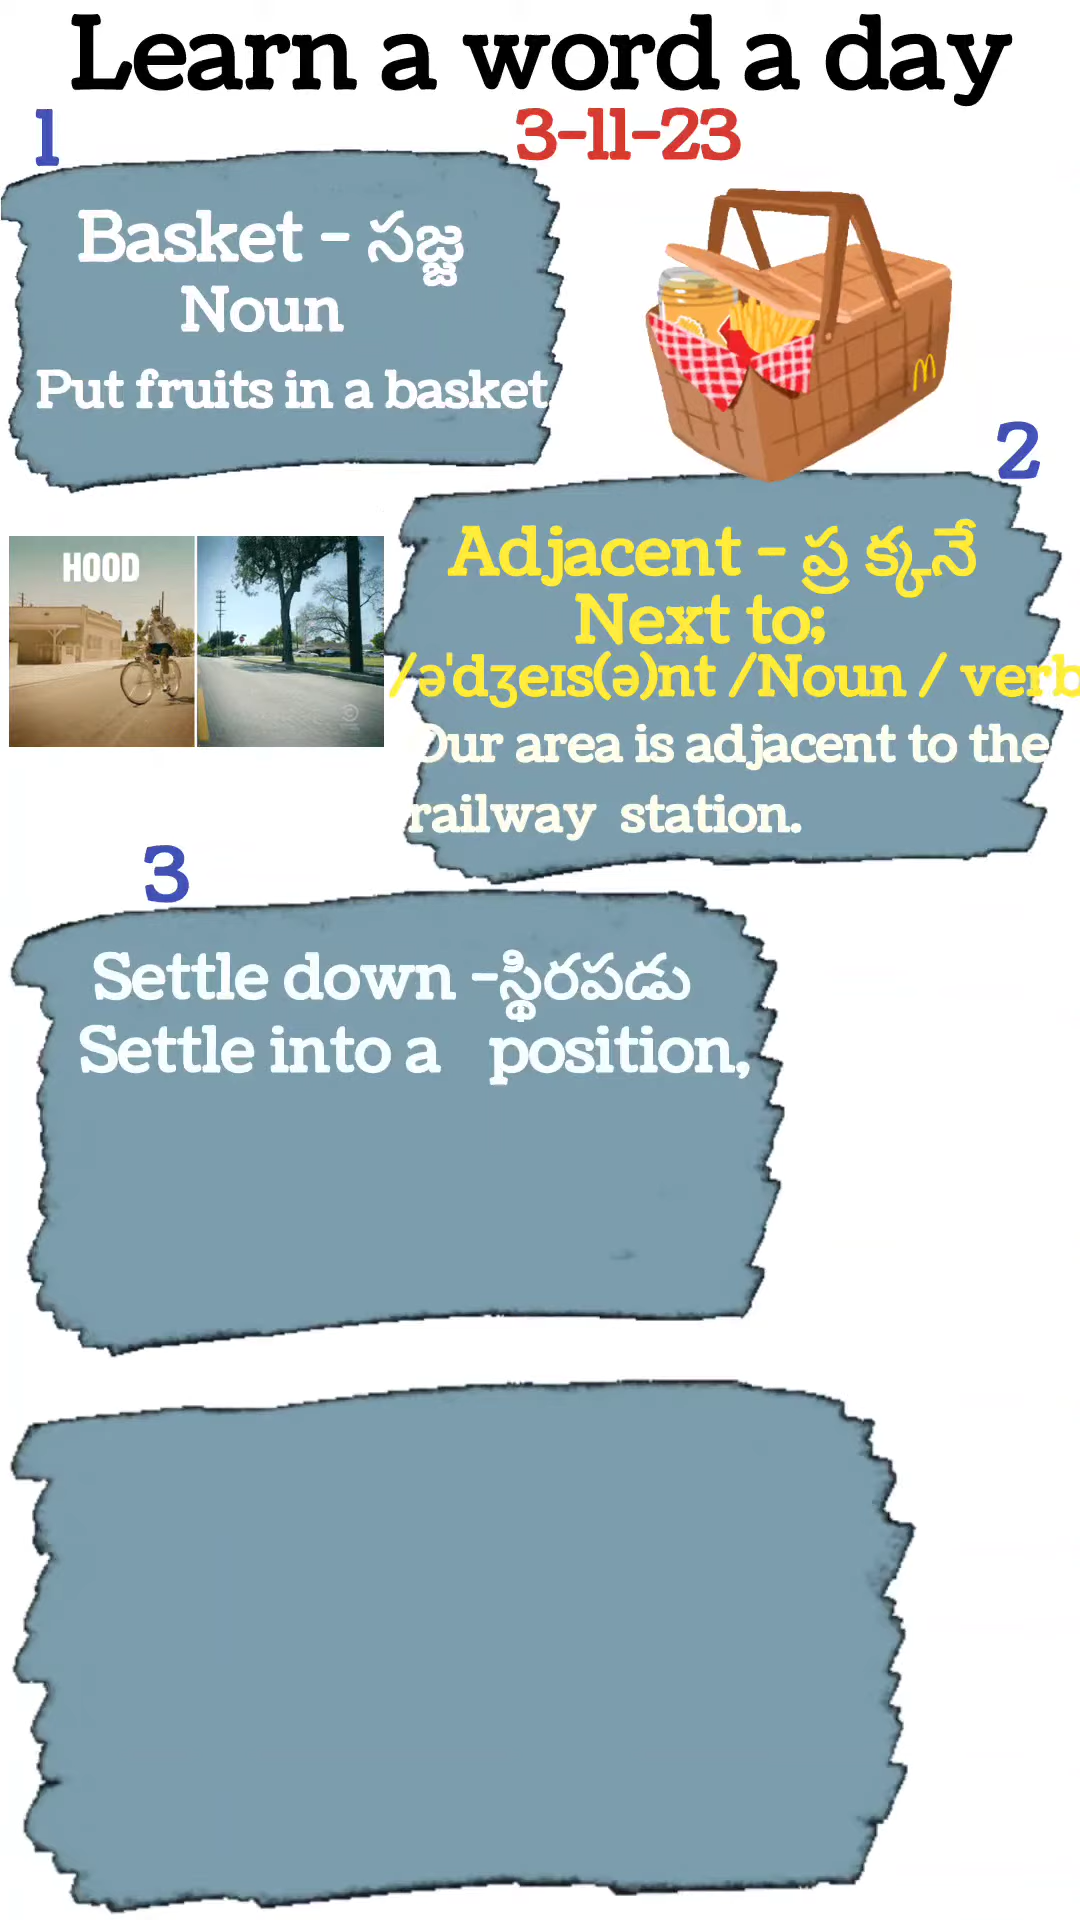 Learn a word a day
1
3-11-23
Basket - సజ్జ
Noun
Put fruits in a basket
2
HOOD
Adjacent - ప్ర క్కనే
Next to;
/ə'dʒeɪs(ə)nt /Noun / verb
Our area is adjacent to the
railway station.
3
Settle down -స్థిరపడు
Settle into a position,